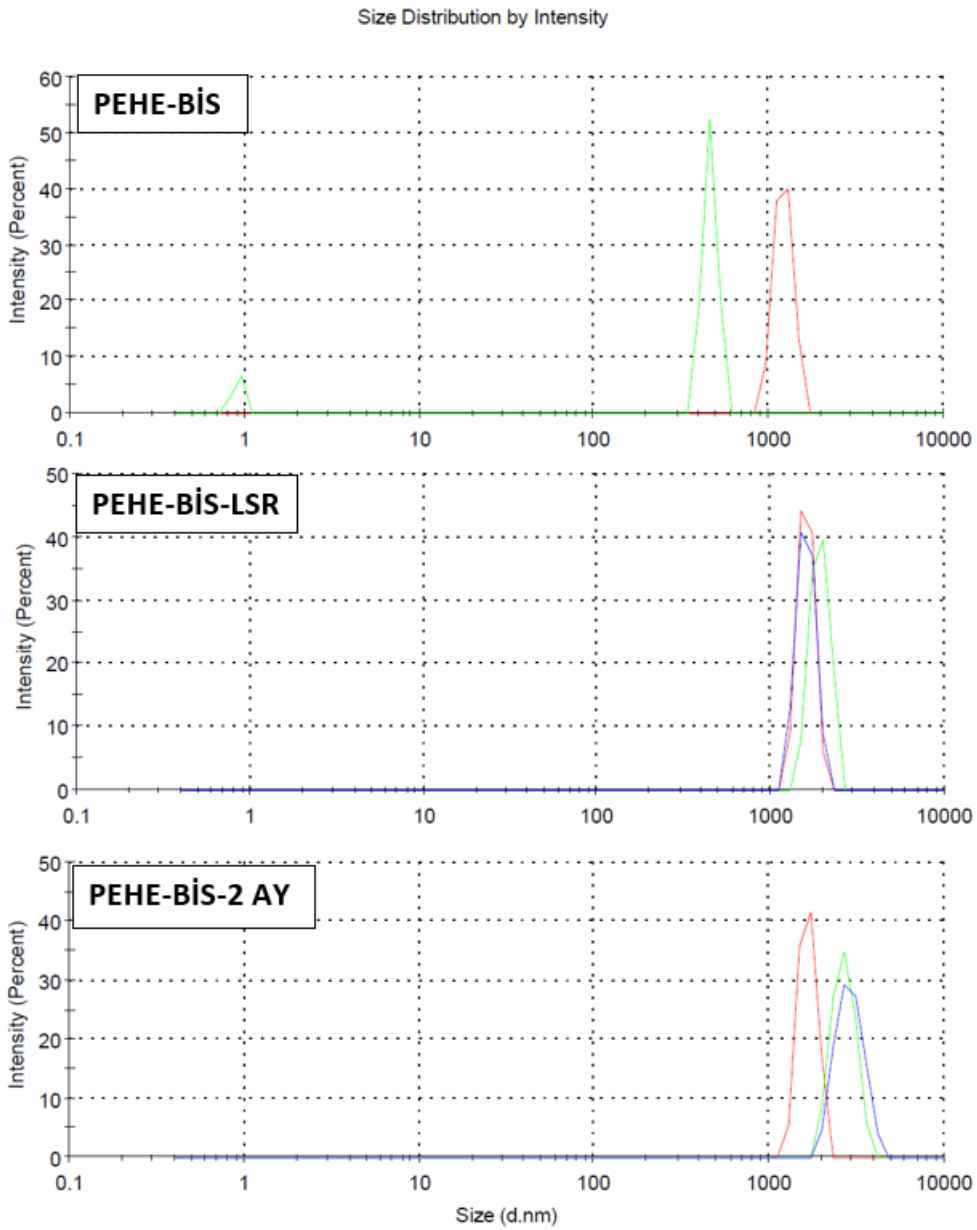 Size Distribution by Intensity
PEHE-BİS
Intensity (Percent)
60
50
40
30
20
10
0
0.1 1 10 100 1000 10000
PEHE-BİS-LSR
Intensity (Percent)
50
40
30
20
10
0
0.1 1 10 100 1000 10000
PEHE-BİS-2 AY
Intensity (Percent)
50
40
30
20
10
0
0.1 1 10 100 1000 10000
Size (d.nm)